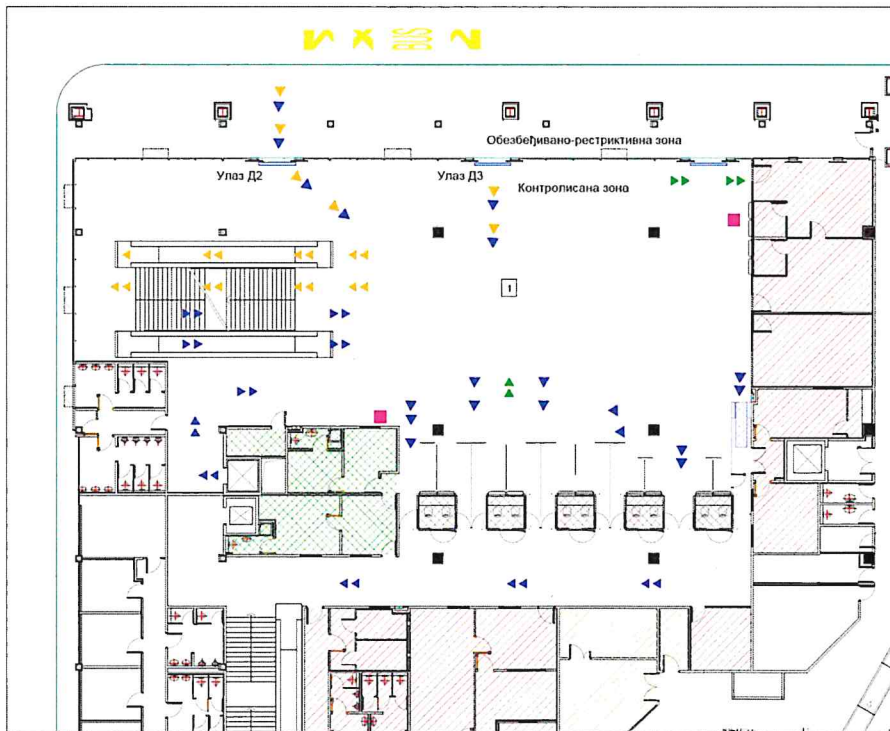 BUS
Обезбеђивано-рестриктивна зона
Улаз Д2
Улаз Д3
Контролисана зона
1